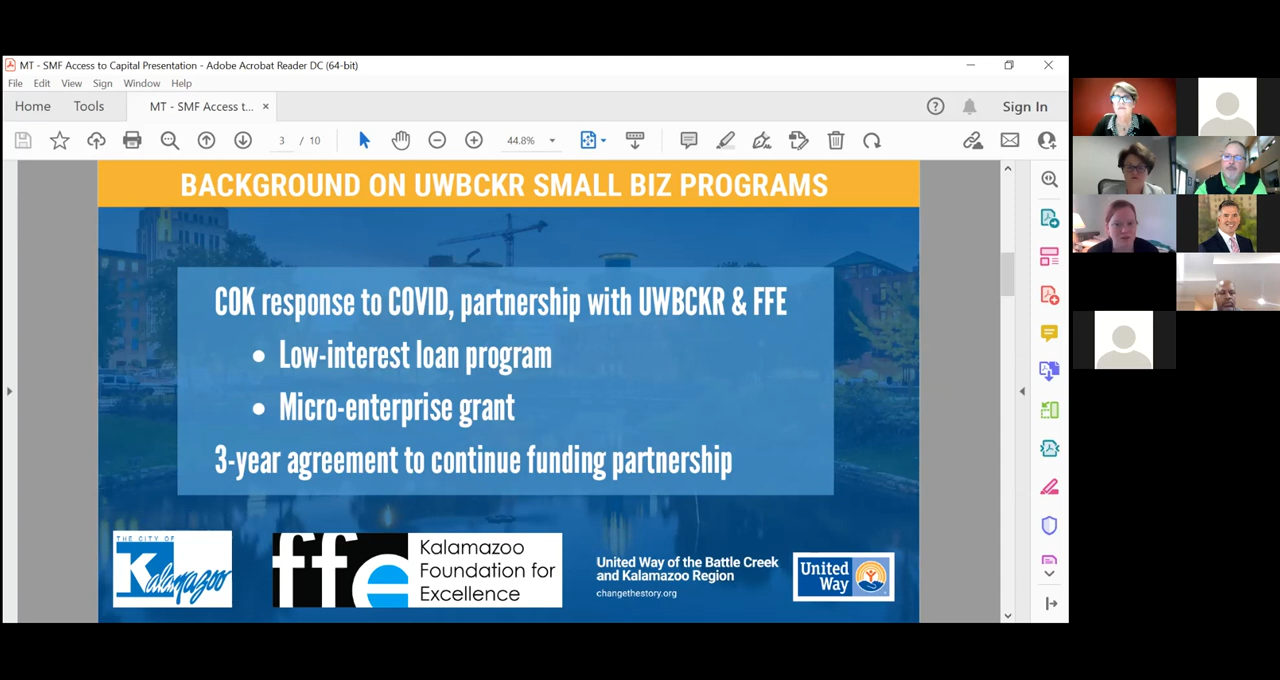 MT - SMF Access to Capital Presentation - Adobe Acrobat Reader DC (64-bit)
File Edit View Sign Window Help
Home Tools MT - SMF Access t... × Sign In
3 / 10 44.8%
BACKGROUND ON UWBCKR SMALL BIZ PROGRAMS
COK response to COVID, partnership with UWBCKR & FFE
• Low-interest loan program
• Micro-enterprise grant
3-year agreement to continue funding partnership
THE CITY OF
Kalamazoo
ffe
Kalamazoo
Foundation for
Excellence
United Way of the Battle Creek
and Kalamazoo Region
changethestory.org
United
Way